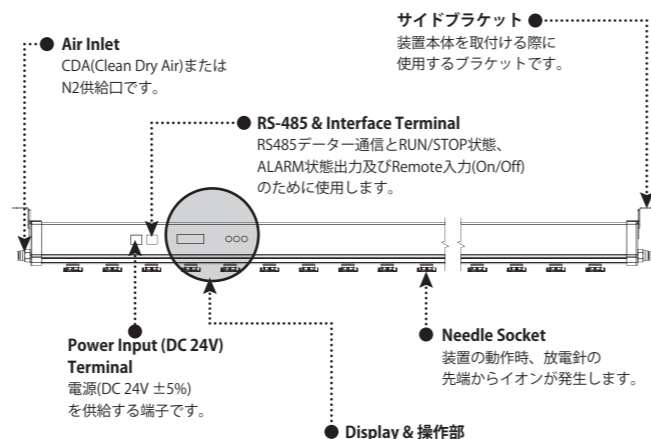 サイドブラケット
装置本体を取付ける際に
使用するブラケットです。
Air Inlet
CDA(Clean Dry Air)または
N2供給口です。
RS-485 & Interface Terminal
RS485データー通信とRUN/STOP状態、
ALARM状態出力及びRemote入力(On/Off)
のために使用します。
Power Input (DC 24V)
Terminal
電源(DC 24V ±5%)
を供給する端子です。
Needle Socket
装置の動作時、放電針の
先端からイオンが発生します。
Display & 操作部